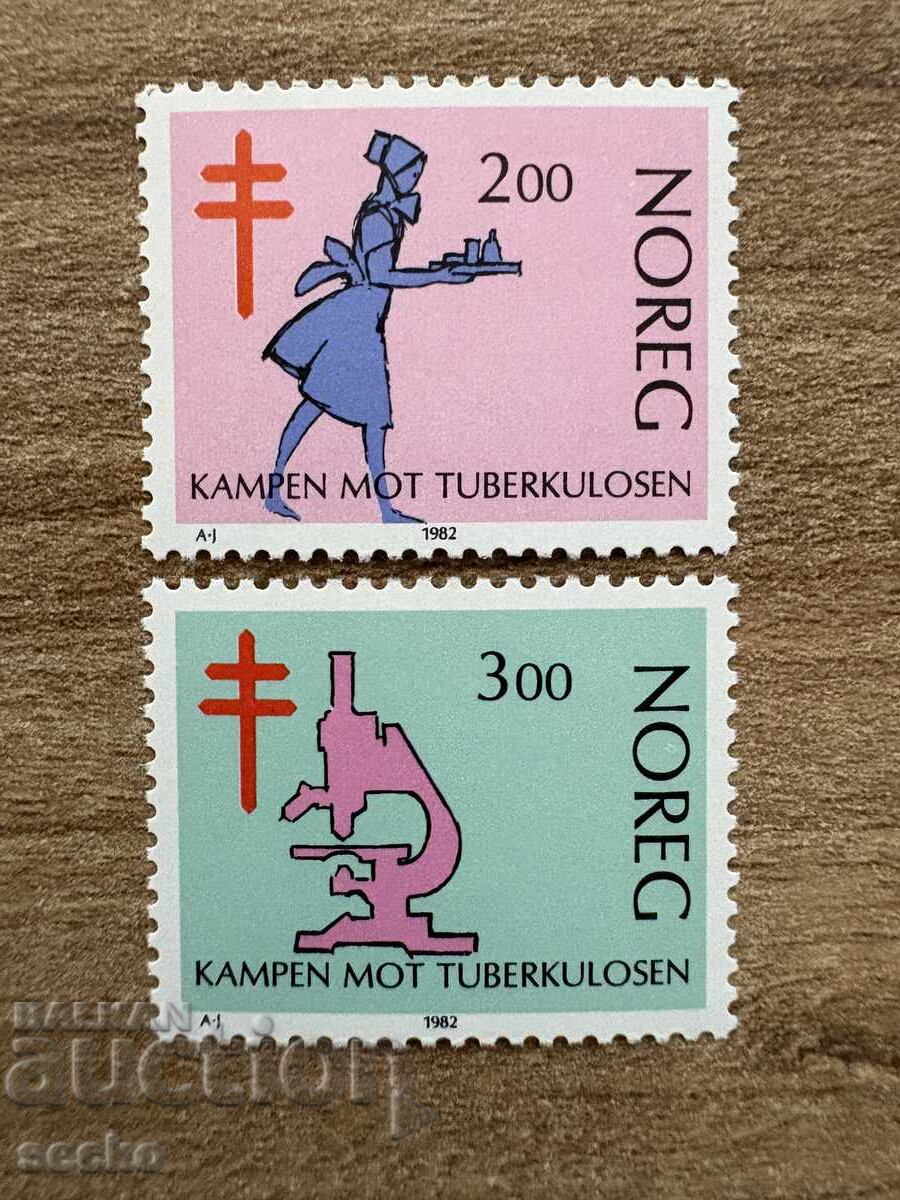 2.00
NOREG
KAMPEN MOT TUBERKULOSEN
A·J
1982
3.00
NOREG
KAMPEN MOT TUBERKULOSEN
A·J
1982
BALKAN
auction
secko